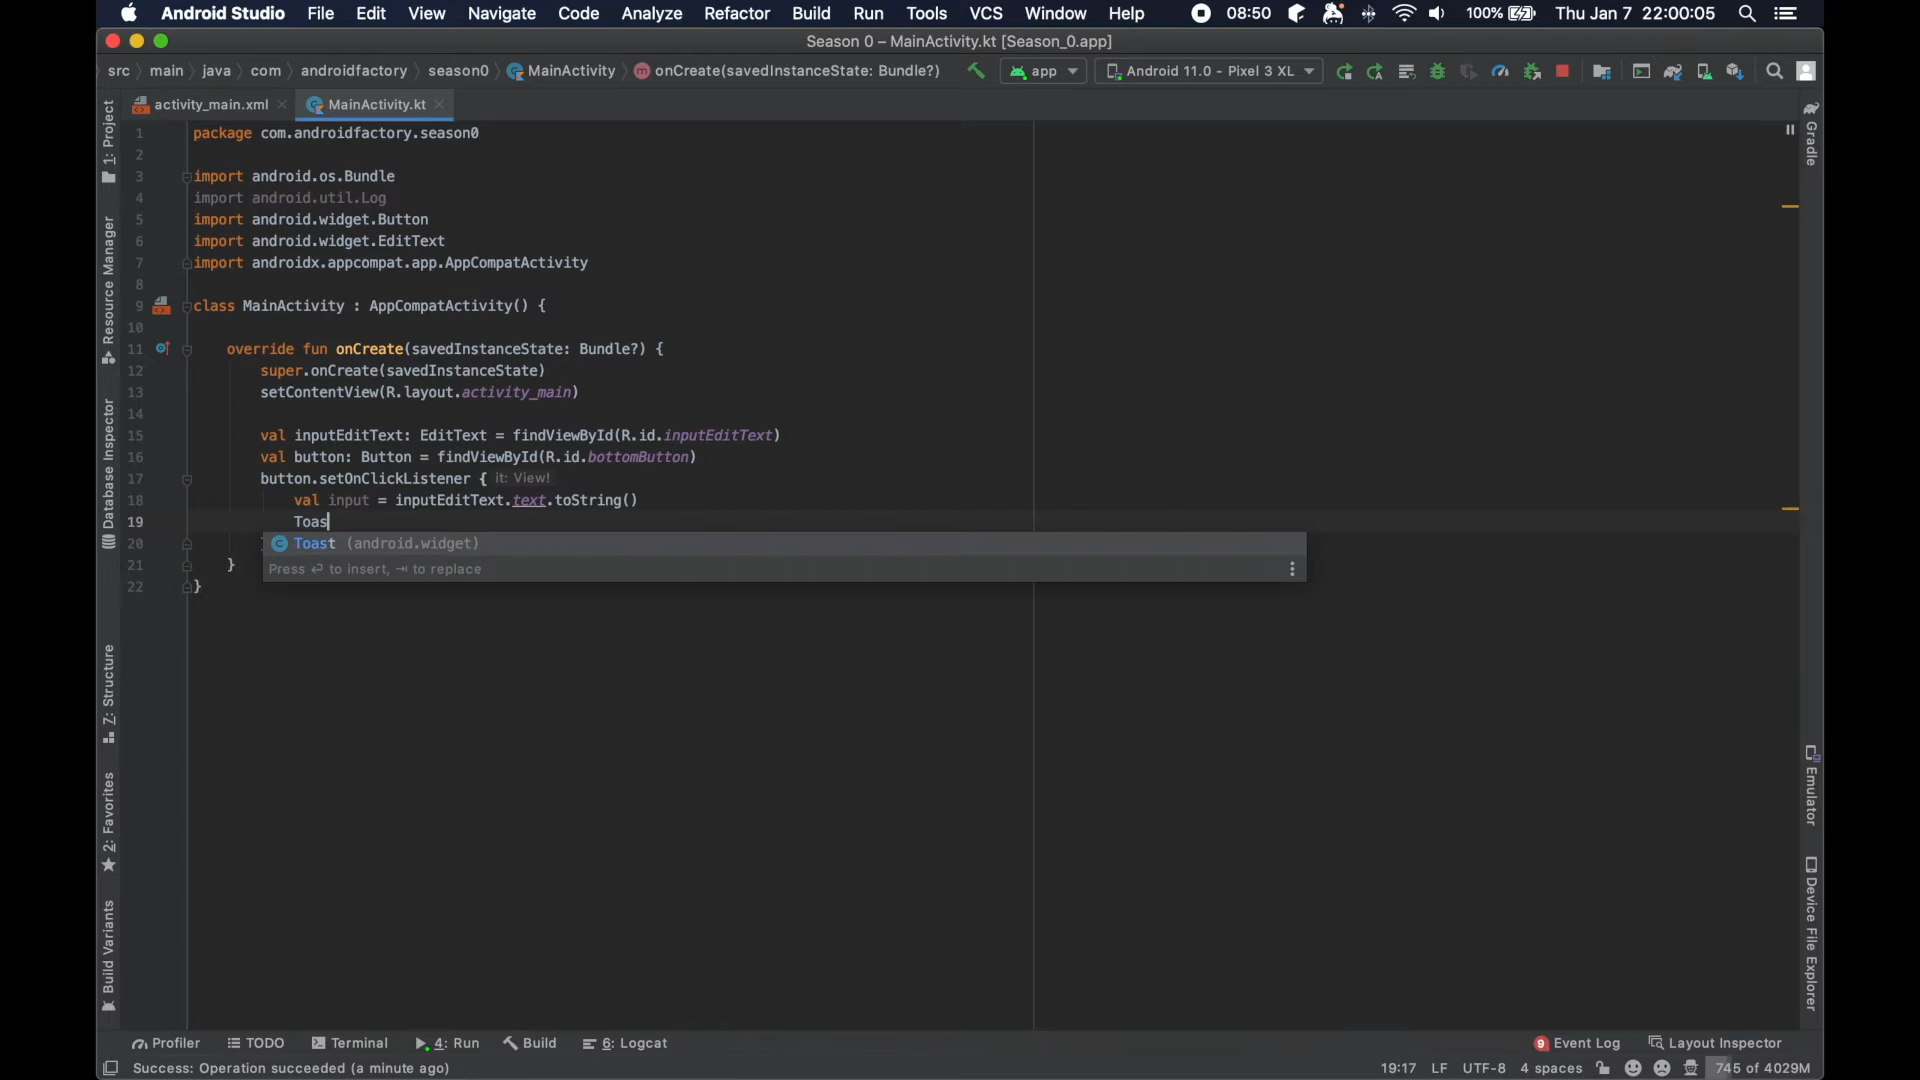 Android Studio File Edit View Navigate Code Analyze Refactor Build Run Tools VCS Window Help 08:50 100% Thu Jan 7 22:00:05
Season 0 – MainActivity.kt [Season_0.app]
src main java com androidfactory season0 MainActivity onCreate(savedInstanceState: Bundle?) app Android 11.0 - Pixel 3 XL
activity_main.xml MainActivity.kt
1 package com.androidfactory.season0
2
3 import android.os.Bundle
4 import android.util.Log
5 import android.widget.Button
6 import android.widget.EditText
7 import androidx.appcompat.app.AppCompatActivity
8
9 class MainActivity : AppCompatActivity() {
10
11 override fun onCreate(savedInstanceState: Bundle?) {
12 super.onCreate(savedInstanceState)
13 setContentView(R.layout.activity_main)
14
15 val inputEditText: EditText = findViewById(R.id.inputEditText)
16 val button: Button = findViewById(R.id.bottomButton)
17 button.setOnClickListener { it: View!
18 val input = inputEditText.text.toString()
19 Toas
20 Toast (android.widget)
21 } Press ↩ to insert, ⇥ to replace
22 }
1: Project
Resource Manager
Database Inspector
Z: Structure
2: Favorites
Build Variants
Gradle
Emulator
Device File Explorer
Profiler TODO Terminal 4: Run Build 6: Logcat 9 Event Log Layout Inspector
Success: Operation succeeded (a minute ago) 19:17 LF UTF-8 4 spaces 745 of 4029M